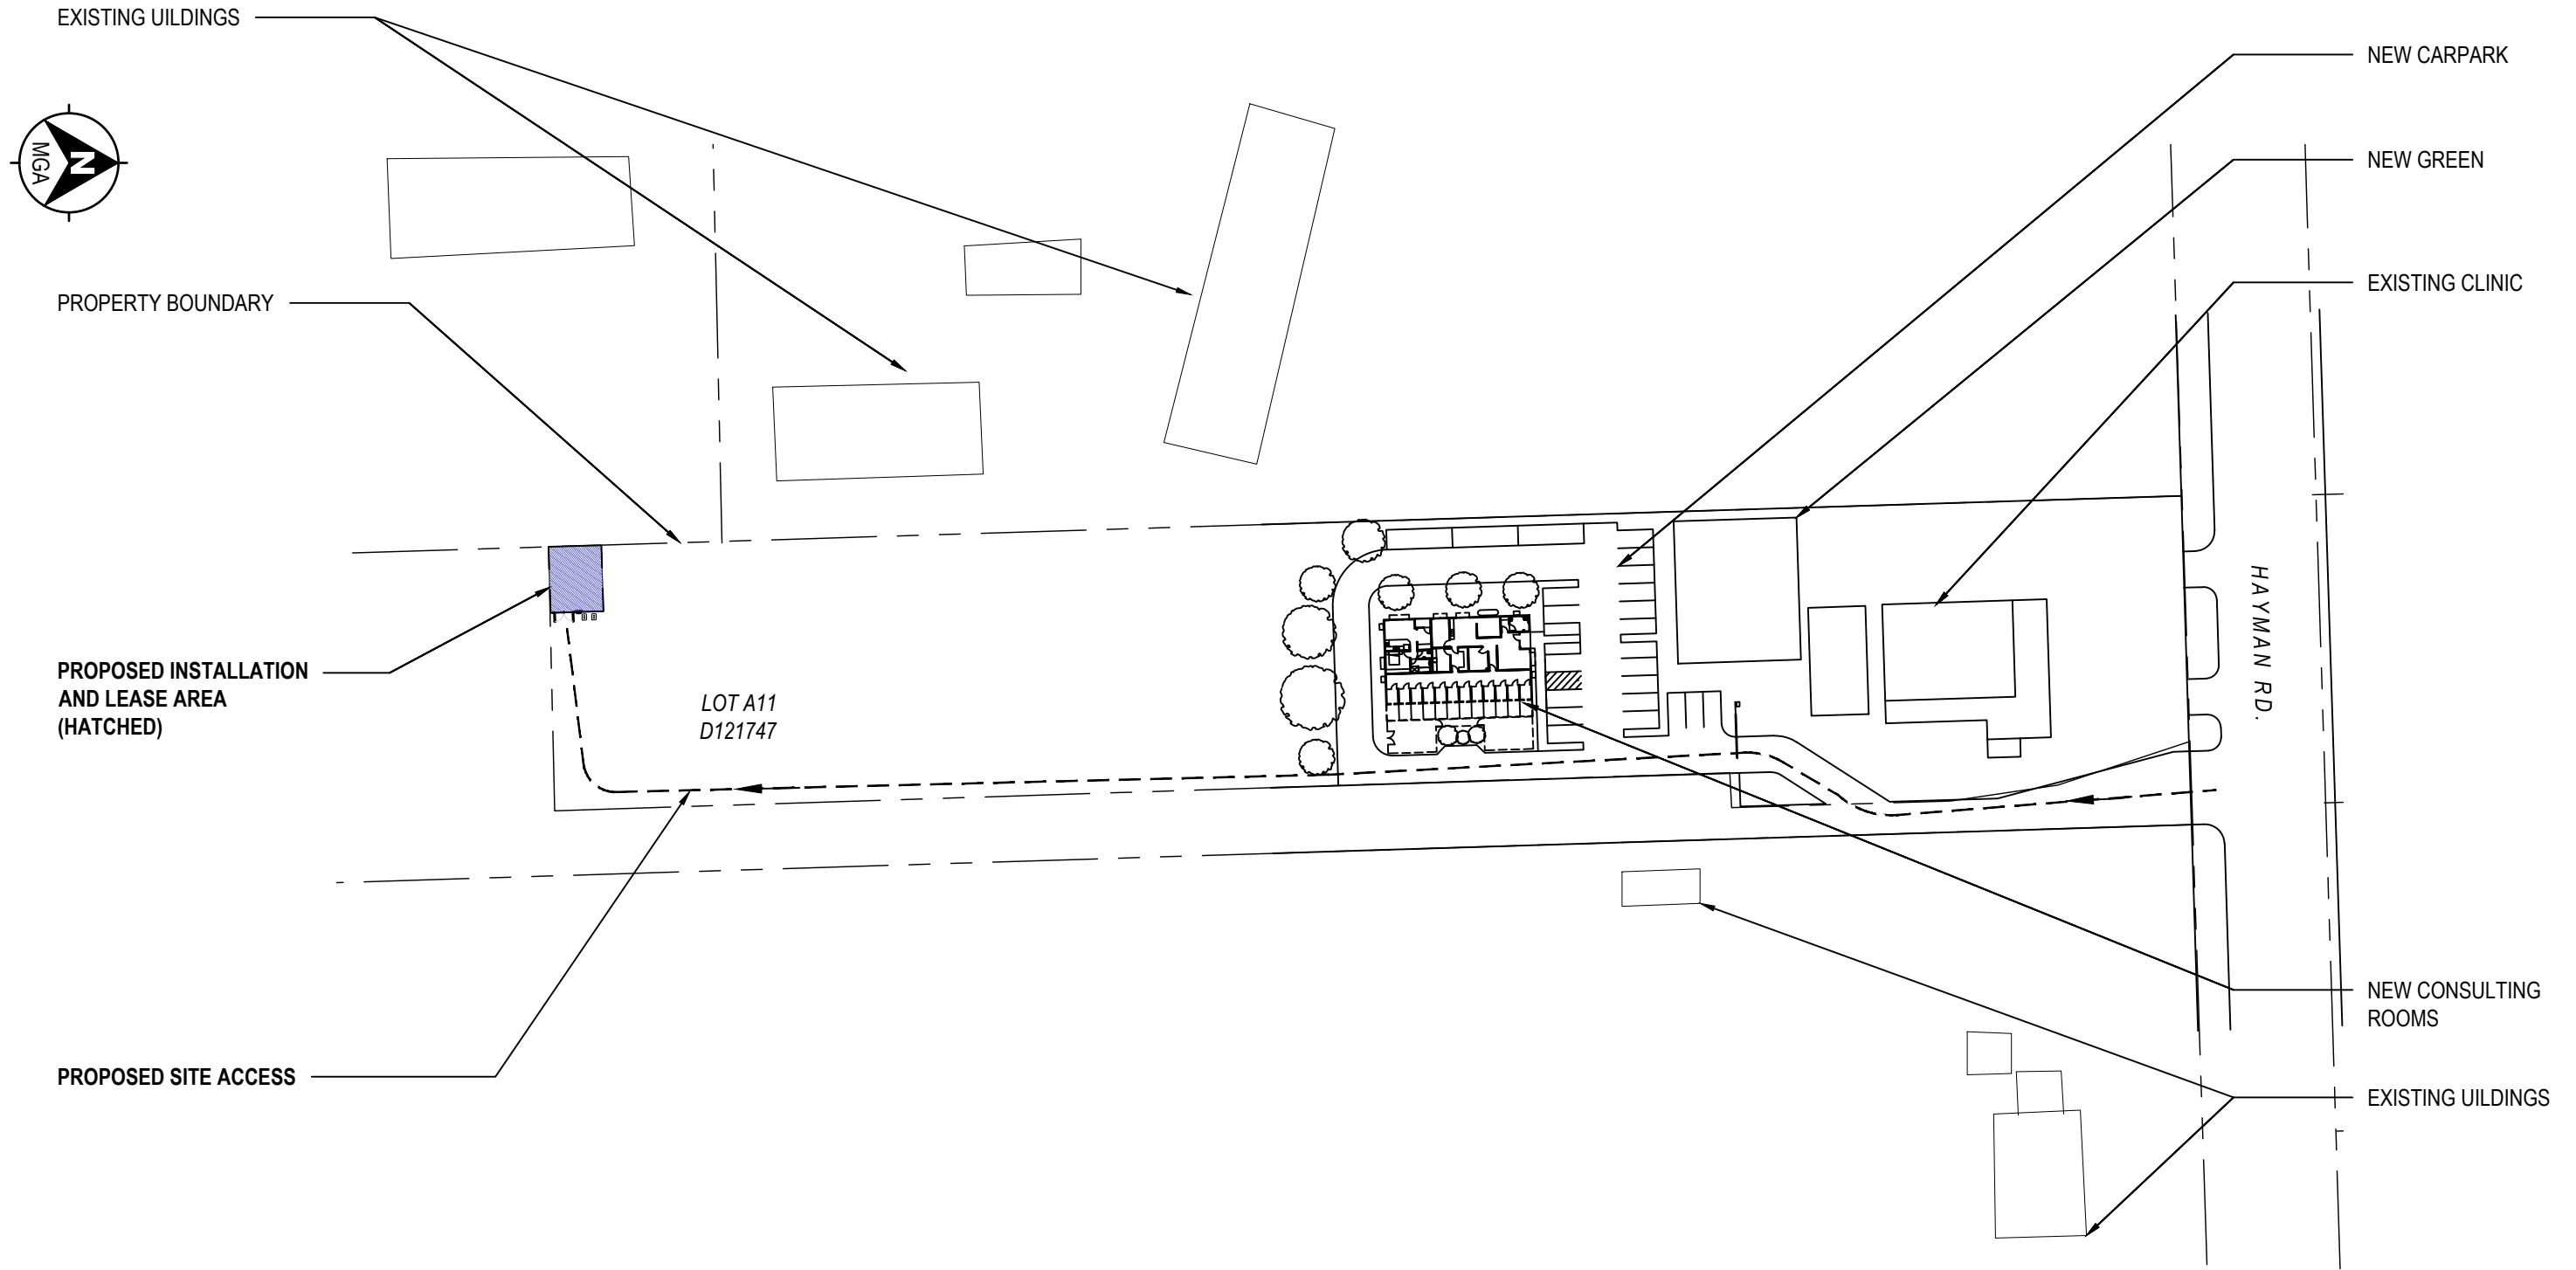 EXISTING UILDINGS
NEW CARPARK
N
MGA
NEW GREEN
EXISTING CLINIC
PROPERTY BOUNDARY
HAYMAN RD.
PROPOSED INSTALLATION
AND LEASE AREA
(HATCHED)
LOT A11
D121747
NEW CONSULTING
ROOMS
PROPOSED SITE ACCESS
EXISTING UILDINGS